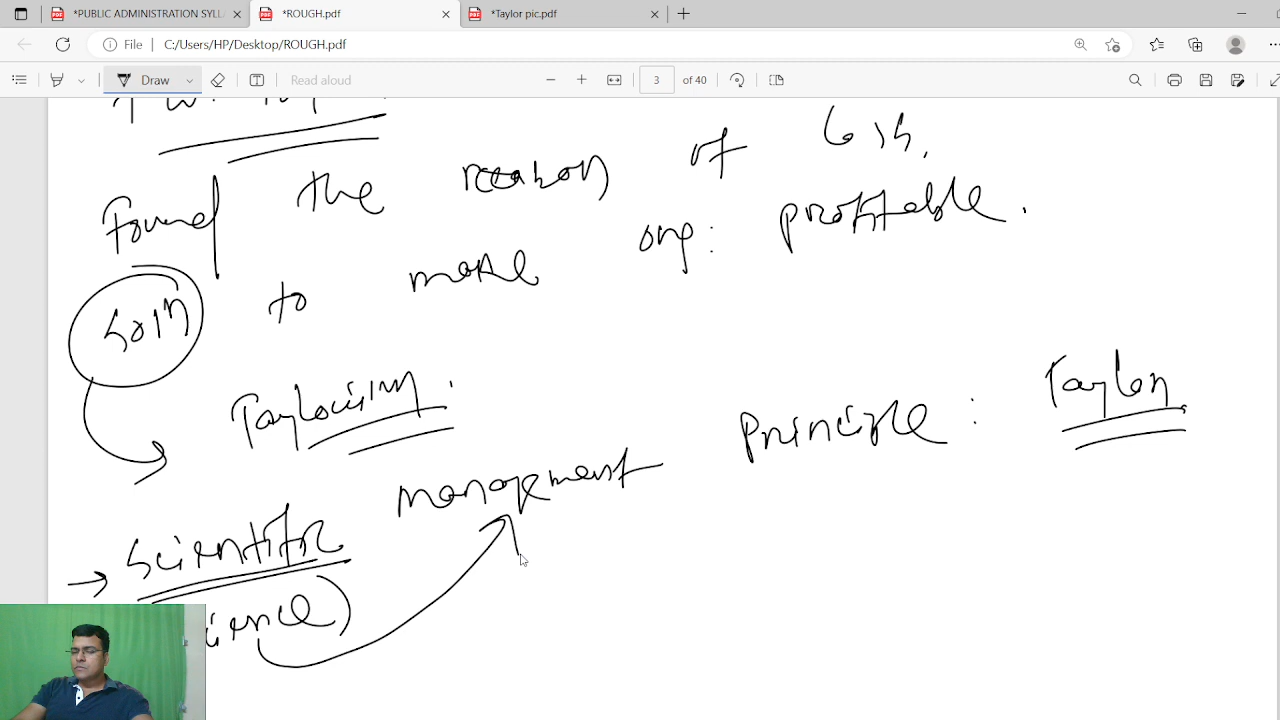 *PUBLIC ADMINISTRATION SYLLA
*ROUGH.pdf
*Taylor pic.pdf
File
C:/Users/HP/Desktop/ROUGH.pdf
Draw
Read aloud
3 of 40
Found the reason of
to make org: profitable.
Soln
Taylorism.
Principle: Taylor
Scientific management